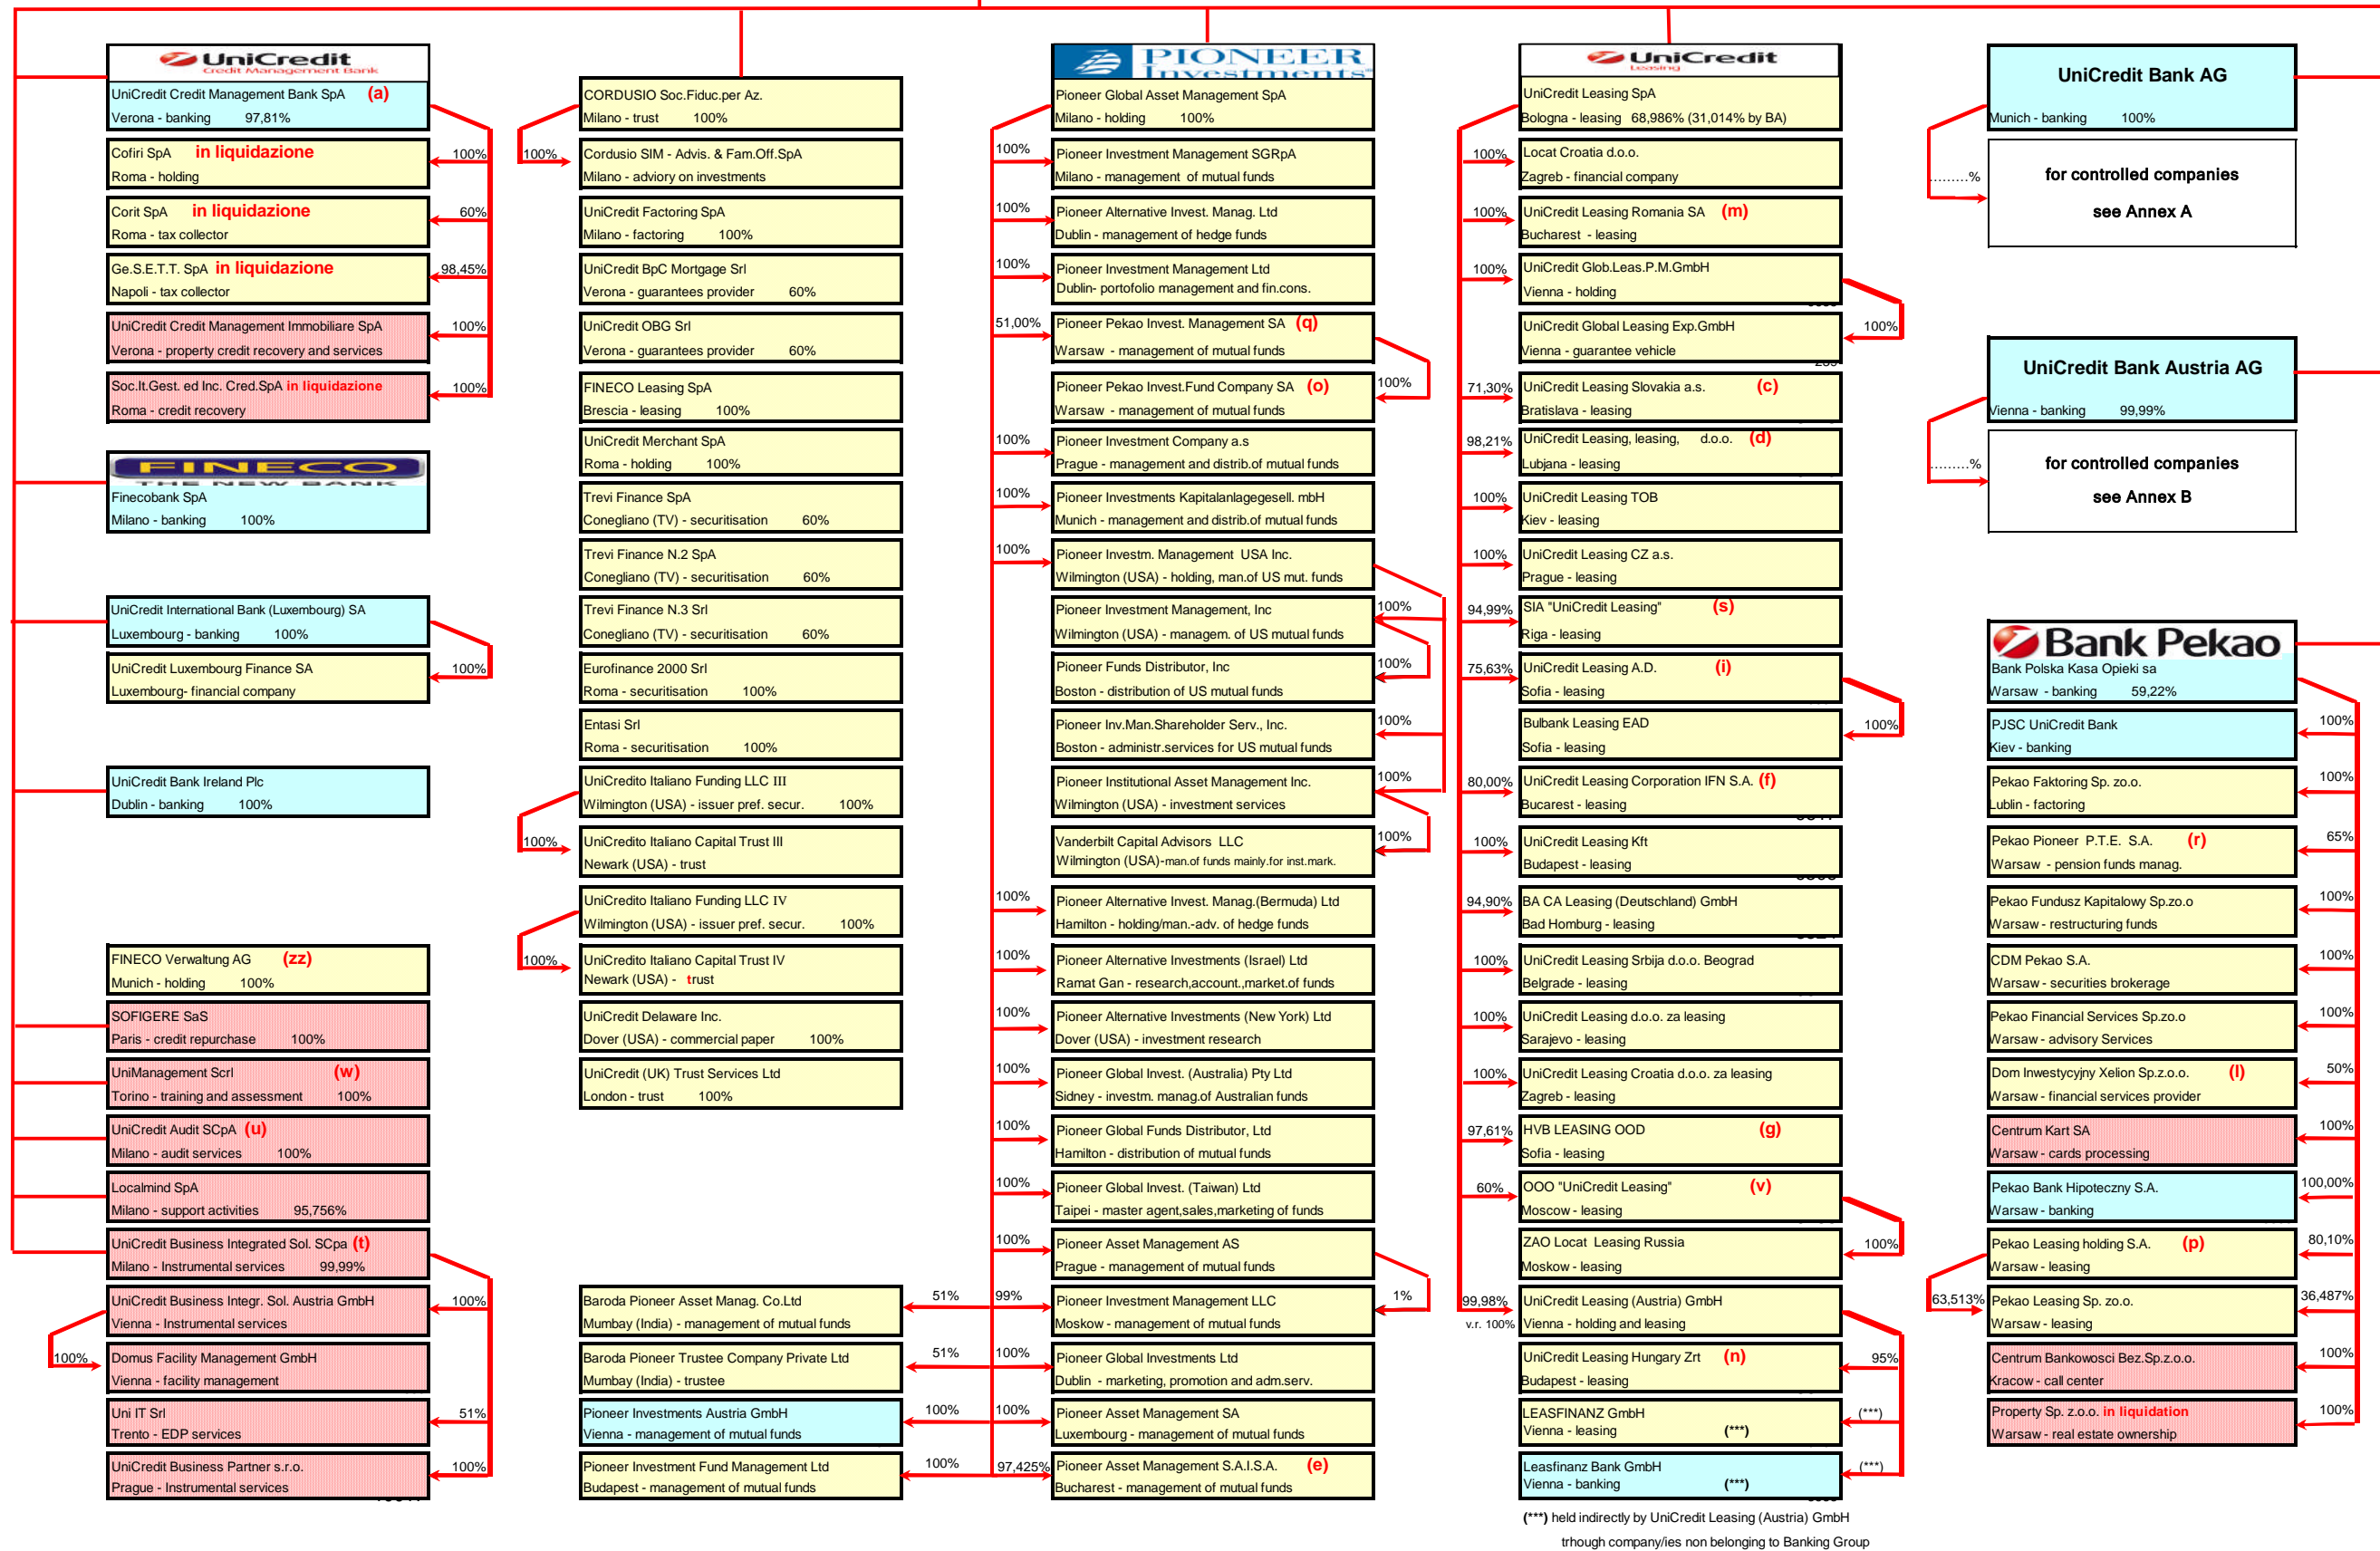 UniCredit
Credit Management Bank
UniCredit Credit Management Bank SpA (a)
Verona - banking 97,81%
Cofiri SpA in liquidazione
Roma - holding
100%
Corit SpA in liquidazione
Roma - tax collector
60%
Ge.S.E.T.T. SpA in liquidazione
Napoli - tax collector
98,45%
UniCredit Credit Management Immobiliare SpA
Verona - property credit recovery and services
100%
Soc.It.Gest. ed Inc. Cred.SpA in liquidazione
Roma - credit recovery
100%
FINECO
THE NEW BANK
Finecobank SpA
Milano - banking 100%
UniCredit International Bank (Luxembourg) SA
Luxembourg - banking 100%
UniCredit Luxembourg Finance SA
Luxembourg- financial company
100%
UniCredit Bank Ireland Plc
Dublin - banking 100%
FINECO Verwaltung AG (zz)
Munich - holding 100%
SOFIGERE SaS
Paris - credit repurchase 100%
UniManagement Scrl (w)
Torino - training and assessment 100%
UniCredit Audit SCpA (u)
Milano - audit services 100%
Localmind SpA
Milano - support activities 95,756%
UniCredit Business Integrated Sol. SCpa (t)
Milano - Instrumental services 99,99%
UniCredit Business Integr. Sol. Austria GmbH
Vienna - Instrumental services
100%
100%
Domus Facility Management GmbH
Vienna - facility management
Uni IT Srl
Trento - EDP services
51%
UniCredit Business Partner s.r.o.
Prague - Instrumental services
100%
CORDUSIO Soc.Fiduc.per Az.
Milano - trust 100%
100%
Cordusio SIM - Advis. & Fam.Off.SpA
Milano - adviory on investments
UniCredit Factoring SpA
Milano - factoring 100%
UniCredit BpC Mortgage Srl
Verona - guarantees provider 60%
UniCredit OBG Srl
Verona - guarantees provider 60%
FINECO Leasing SpA
Brescia - leasing 100%
UniCredit Merchant SpA
Roma - holding 100%
Trevi Finance SpA
Conegliano (TV) - securitisation 60%
Trevi Finance N.2 SpA
Conegliano (TV) - securitisation 60%
Trevi Finance N.3 Srl
Conegliano (TV) - securitisation 60%
Eurofinance 2000 Srl
Roma - securitisation 100%
Entasi Srl
Roma - securitisation 100%
UniCredito Italiano Funding LLC III
Wilmington (USA) - issuer pref. secur. 100%
100%
UniCredito Italiano Capital Trust III
Newark (USA) - trust
UniCredito Italiano Funding LLC IV
Wilmington (USA) - issuer pref. secur. 100%
100%
UniCredito Italiano Capital Trust IV
Newark (USA) - trust
UniCredit Delaware Inc.
Dover (USA) - commercial paper 100%
UniCredit (UK) Trust Services Ltd
London - trust 100%
Baroda Pioneer Asset Manag. Co.Ltd
Mumbay (India) - management of mutual funds
51%
Baroda Pioneer Trustee Company Private Ltd
Mumbay (India) - trustee
51%
Pioneer Investments Austria GmbH
Vienna - management of mutual funds
100%
Pioneer Investment Fund Management Ltd
Budapest - management of mutual funds
100%
PIONEER
Investments®
Pioneer Global Asset Management SpA
Milano - holding 100%
100%
Pioneer Investment Management SGRpA
Milano - management of mutual funds
100%
Pioneer Alternative Invest. Manag. Ltd
Dublin - management of hedge funds
100%
Pioneer Investment Management Ltd
Dublin- portofolio management and fin.cons.
51,00%
Pioneer Pekao Invest. Management SA (q)
Warsaw - management of mutual funds
Pioneer Pekao Invest.Fund Company SA (o)
Warsaw - management of mutual funds
100%
100%
Pioneer Investment Company a.s
Prague - management and distrib.of mutual funds
100%
Pioneer Investments Kapitalanlagegesell. mbH
Munich - management and distrib.of mutual funds
100%
Pioneer Investm. Management USA Inc.
Wilmington (USA) - holding, man.of US mut. funds
Pioneer Investment Management, Inc
Wilmington (USA) - managem. of US mutual funds
100%
Pioneer Funds Distributor, Inc
Boston - distribution of US mutual funds
100%
Pioneer Inv.Man.Shareholder Serv., Inc.
Boston - administr.services for US mutual funds
100%
Pioneer Institutional Asset Management Inc.
Wilmington (USA) - investment services
100%
Vanderbilt Capital Advisors LLC
Wilmington (USA)-man.of funds mainly.for inst.mark.
100%
100%
Pioneer Alternative Invest. Manag.(Bermuda) Ltd
Hamilton - holding/man.-adv. of hedge funds
100%
Pioneer Alternative Investments (Israel) Ltd
Ramat Gan - research,account.,market.of funds
100%
Pioneer Alternative Investments (New York) Ltd
Dover (USA) - investment research
100%
Pioneer Global Invest. (Australia) Pty Ltd
Sidney - investm. manag.of Australian funds
100%
Pioneer Global Funds Distributor, Ltd
Hamilton - distribution of mutual funds
100%
Pioneer Global Invest. (Taiwan) Ltd
Taipei - master agent,sales,marketing of funds
100%
Pioneer Asset Management AS
Prague - management of mutual funds
99%
Pioneer Investment Management LLC
Moskow - management of mutual funds
1%
100%
Pioneer Global Investments Ltd
Dublin - marketing, promotion and adm.serv.
100%
Pioneer Asset Management SA
Luxembourg - management of mutual funds
97,425%
Pioneer Asset Management S.A.I.S.A. (e)
Bucharest - management of mutual funds
UniCredit
Leasing
UniCredit Leasing SpA
Bologna - leasing 68,986% (31,014% by BA)
100%
Locat Croatia d.o.o.
Zagreb - financial company
100%
UniCredit Leasing Romania SA (m)
Bucharest - leasing
100%
UniCredit Glob.Leas.P.M.GmbH
Vienna - holding
UniCredit Global Leasing Exp.GmbH
Vienna - guarantee vehicle
100%
71,30%
UniCredit Leasing Slovakia a.s. (c)
Bratislava - leasing
98,21%
UniCredit Leasing, leasing, d.o.o. (d)
Lubjana - leasing
100%
UniCredit Leasing TOB
Kiev - leasing
100%
UniCredit Leasing CZ a.s.
Prague - leasing
94,99%
SIA "UniCredit Leasing" (s)
Riga - leasing
75,63%
UniCredit Leasing A.D. (i)
Sofia - leasing
Bulbank Leasing EAD
Sofia - leasing
100%
80,00%
UniCredit Leasing Corporation IFN S.A. (f)
Bucarest - leasing
100%
UniCredit Leasing Kft
Budapest - leasing
94,90%
BA CA Leasing (Deutschland) GmbH
Bad Homburg - leasing
100%
UniCredit Leasing Srbija d.o.o. Beograd
Belgrade - leasing
100%
UniCredit Leasing d.o.o. za leasing
Sarajevo - leasing
100%
UniCredit Leasing Croatia d.o.o. za leasing
Zagreb - leasing
97,61%
HVB LEASING OOD (g)
Sofia - leasing
60%
OOO "UniCredit Leasing" (v)
Moscow - leasing
ZAO Locat Leasing Russia
Moskow - leasing
100%
99,98%
v.r. 100%
UniCredit Leasing (Austria) GmbH
Vienna - holding and leasing
UniCredit Leasing Hungary Zrt (n)
Budapest - leasing
95%
LEASFINANZ GmbH
Vienna - leasing (***)
(***)
Leasfinanz Bank GmbH
Vienna - banking (***)
(***)
(***) held indirectly by UniCredit Leasing (Austria) GmbH
trhough company/ies non belonging to Banking Group
UniCredit Bank AG
Munich - banking 100%
.........%
for controlled companies
see Annex A
UniCredit Bank Austria AG
Vienna - banking 99,99%
.........%
for controlled companies
see Annex B
Bank Pekao
Bank Polska Kasa Opieki sa
Warsaw - banking 59,22%
PJSC UniCredit Bank
Kiev - banking
100%
Pekao Faktoring Sp. zo.o.
Lublin - factoring
100%
Pekao Pioneer P.T.E. S.A. (r)
Warsaw - pension funds manag.
65%
Pekao Fundusz Kapitalowy Sp.zo.o
Warsaw - restructuring funds
100%
CDM Pekao S.A.
Warsaw - securities brokerage
100%
Pekao Financial Services Sp.zo.o
Warsaw - advisory Services
100%
Dom Inwestycyjny Xelion Sp.z.o.o. (l)
Warsaw - financial services provider
50%
Centrum Kart SA
Warsaw - cards processing
100%
Pekao Bank Hipoteczny S.A.
Warsaw - banking
100,00%
Pekao Leasing holding S.A. (p)
Warsaw - leasing
80,10%
63,513%
Pekao Leasing Sp. zo.o.
Warsaw - leasing
36,487%
Centrum Bankowosci Bez.Sp.z.o.o.
Kracow - call center
100%
Property Sp. z.o.o. in liquidation
Warsaw - real estate ownership
100%